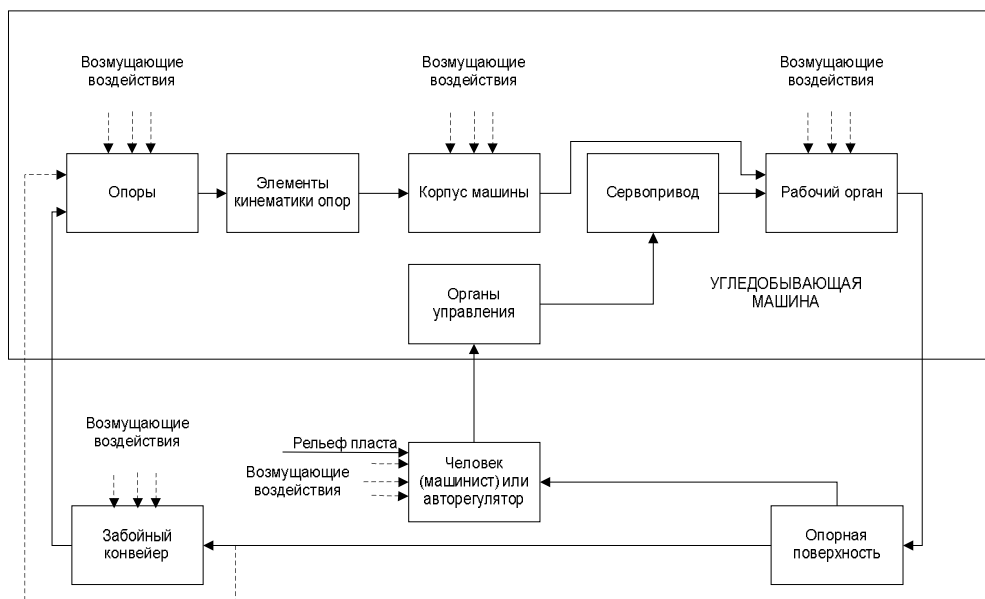 Возмущающие
воздействия
Возмущающие
воздействия
Возмущающие
воздействия
Опоры
Элементы
кинематики опор
Корпус машины
Сервопривод
Рабочий орган
Органы
управления
УГЛЕДОБЫВАЮЩАЯ
МАШИНА
Возмущающие
воздействия
Рельеф пласта
Возмущающие
воздействия
Человек
(машинист) или
авторегулятор
Забойный
конвейер
Опорная
поверхность